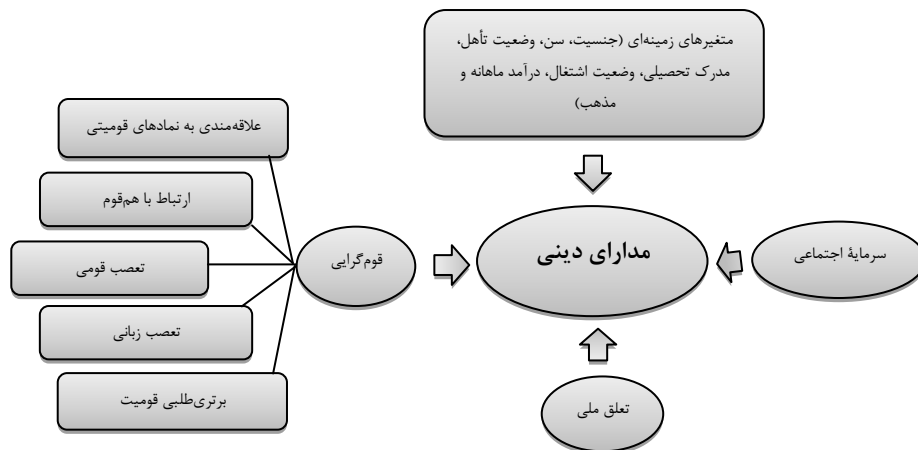 متغیرهای زمینه‌ای (جنسیت، سن، وضعیت تأهل،
مدرک تحصیلی، وضعیت اشتغال، درآمد ماهانه و
مذهب)
علاقه‌مندی به نمادهای قومیتی
ارتباط با هم‌قوم
تعصب قومی
تعصب زبانی
برتری‌طلبی قومیت
قوم‌گرایی
مدارای دینی
سرمایۀ اجتماعی
تعلق ملی